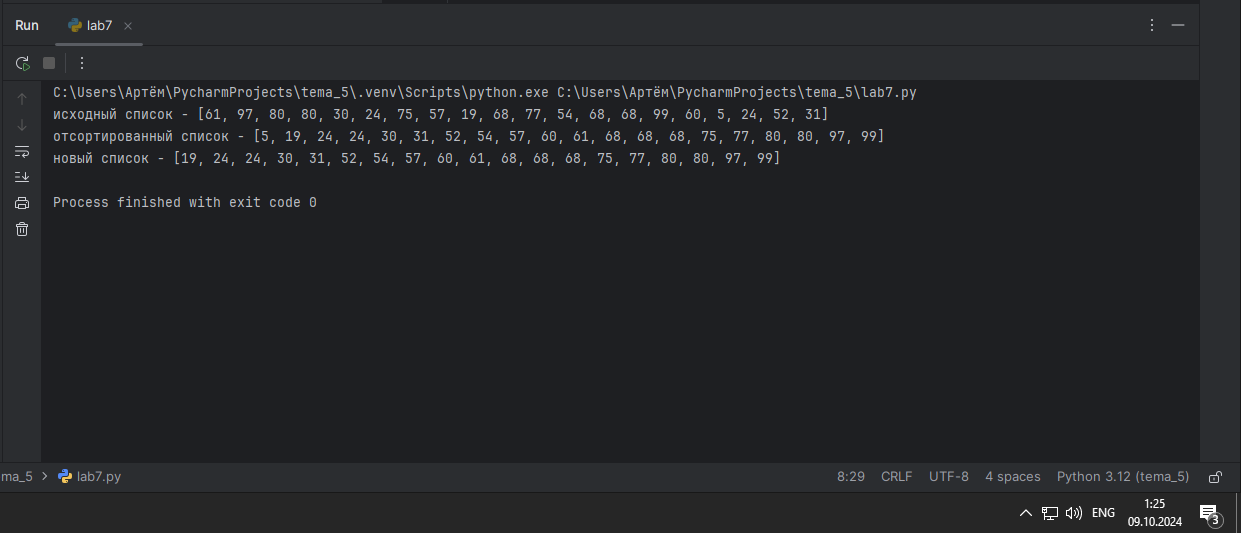 Run lab7
C:\Users\Артём\PycharmProjects\tema_5\.venv\Scripts\python.exe C:\Users\Артём\PycharmProjects\tema_5\lab7.py
исходный список - [61, 97, 80, 80, 30, 24, 75, 57, 19, 68, 77, 54, 68, 68, 99, 60, 5, 24, 52, 31]
отсортированный список - [5, 19, 24, 24, 30, 31, 52, 54, 57, 60, 61, 68, 68, 68, 75, 77, 80, 80, 97, 99]
новый список - [19, 24, 24, 30, 31, 52, 54, 57, 60, 61, 68, 68, 68, 75, 77, 80, 80, 97, 99]
Process finished with exit code 0
ma_5 > lab7.py 8:29 CRLF UTF-8 4 spaces Python 3.12 (tema_5)
ENG 1:25
09.10.2024 3